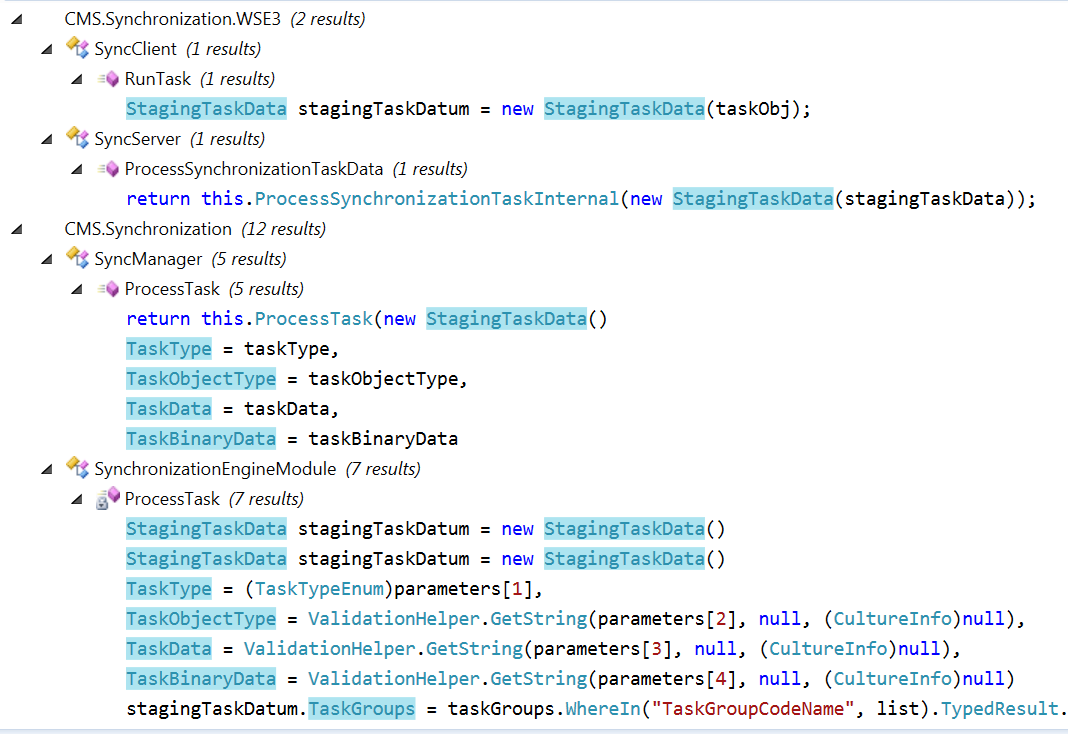 CMS.Synchronization.WSE3 (2 results)
SyncClient (1 results)
RunTask (1 results)
StagingTaskData stagingTaskDatum = new StagingTaskData(taskObj);
SyncServer (1 results)
ProcessSynchronizationTaskData (1 results)
return this.ProcessSynchronizationTaskInternal(new StagingTaskData(stagingTaskData));
CMS.Synchronization (12 results)
SyncManager (5 results)
ProcessTask (5 results)
return this.ProcessTask(new StagingTaskData()
TaskType = taskType,
TaskObjectType = taskObjectType,
TaskData = taskData,
TaskBinaryData = taskBinaryData
SynchronizationEngineModule (7 results)
ProcessTask (7 results)
StagingTaskData stagingTaskDatum = new StagingTaskData()
StagingTaskData stagingTaskDatum = new StagingTaskData()
TaskType = (TaskTypeEnum)parameters[1],
TaskObjectType = ValidationHelper.GetString(parameters[2], null, (CultureInfo)null),
TaskData = ValidationHelper.GetString(parameters[3], null, (CultureInfo)null),
TaskBinaryData = ValidationHelper.GetString(parameters[4], null, (CultureInfo)null)
stagingTaskDatum.TaskGroups = taskGroups.WhereIn("TaskGroupCodeName", list).TypedResult.